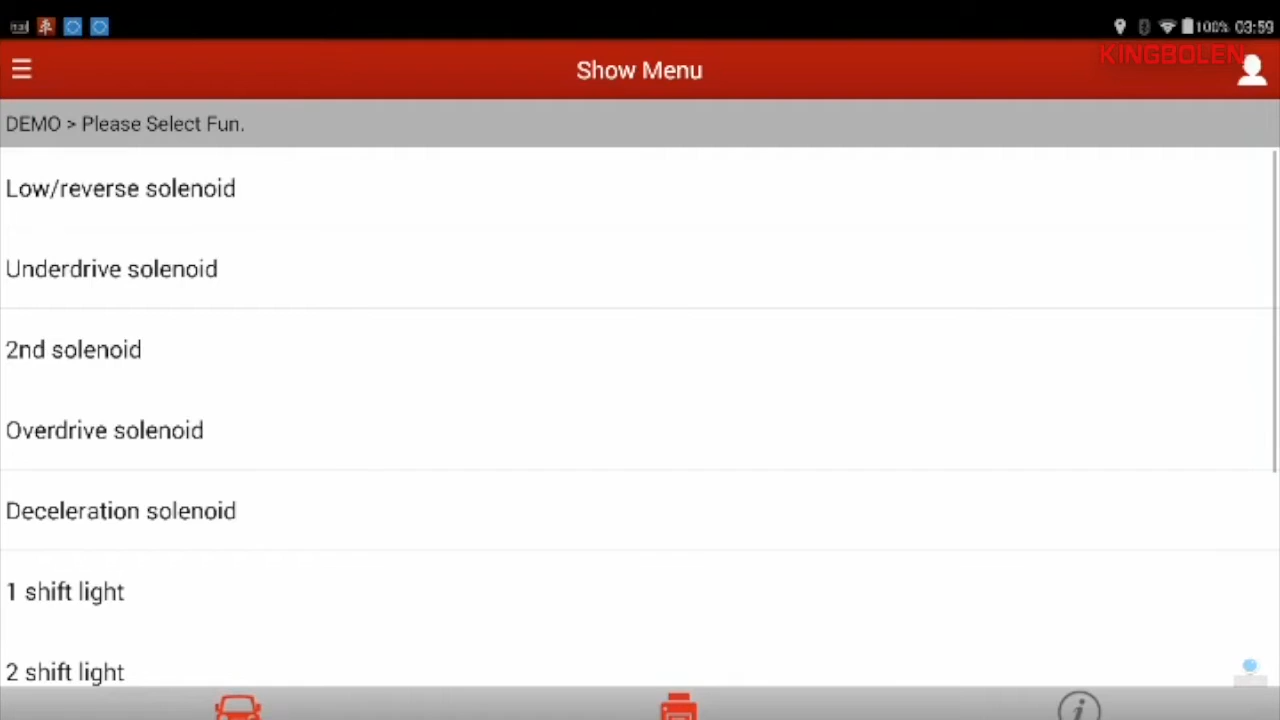 100% 03:59
KINGBOLEN
Show Menu
DEMO > Please Select Fun.
Low/reverse solenoid
Underdrive solenoid
2nd solenoid
Overdrive solenoid
Deceleration solenoid
1 shift light
2 shift light